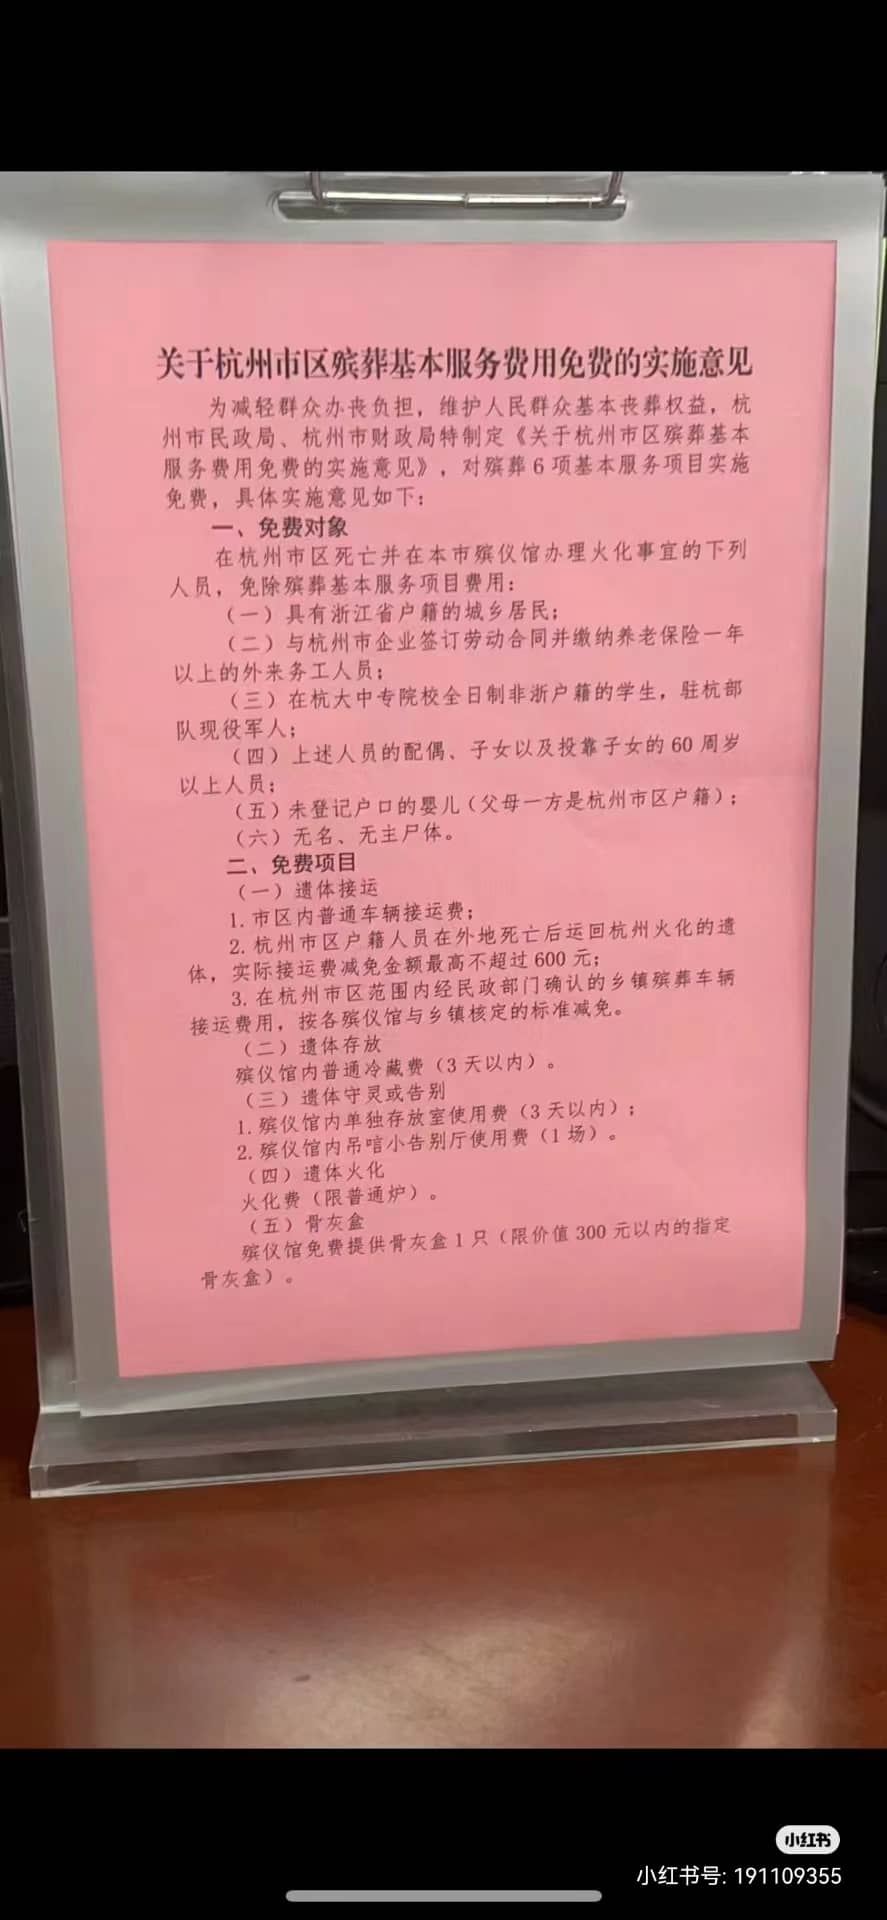 关于杭州市区殡葬基本服务费用免费的实施意见
为减轻群众办丧负担，维护人民群众基本丧葬权益，杭
州市民政局、杭州市财政局特制定《关于杭州市区殡葬基本
服务费用免费的实施意见》，对殡葬 6 项基本服务项目实施
免费，具体实施意见如下：
一、免费对象
在杭州市区死亡并在本市殡仪馆办理火化事宜的下列
人员，免除殡葬基本服务项目费用：
（一）具有浙江省户籍的城乡居民；
（二）与杭州市企业签订劳动合同并缴纳养老保险一年
以上的外来务工人员；
（三）在杭大中专院校全日制非浙户籍的学生，驻杭部
队现役军人；
（四）上述人员的配偶、子女以及投靠子女的 60 周岁
以上人员；
（五）未登记户口的婴儿（父母一方是杭州市区户籍）；
（六）无名、无主尸体。
二、免费项目
（一）遗体接运
1. 市区内普通车辆接运费；
2. 杭州市区户籍人员在外地死亡后运回杭州火化的遗
体，实际接运费减免金额最高不超过 600 元；
3. 在杭州市区范围内经民政部门确认的乡镇殡葬车辆
接运费用，按各殡仪馆与乡镇核定的标准减免。
（二）遗体存放
殡仪馆内普通冷藏费（3 天以内）。
（三）遗体守灵或告别
1. 殡仪馆内单独存放室使用费（3 天以内）；
2. 殡仪馆内吊唁小告别厅使用费（1 场）。
（四）遗体火化
火化费（限普通炉）。
（五）骨灰盒
殡仪馆免费提供骨灰盒 1 只（限价值 300 元以内的指定
骨灰盒）。
小红书
小红书号: 191109355